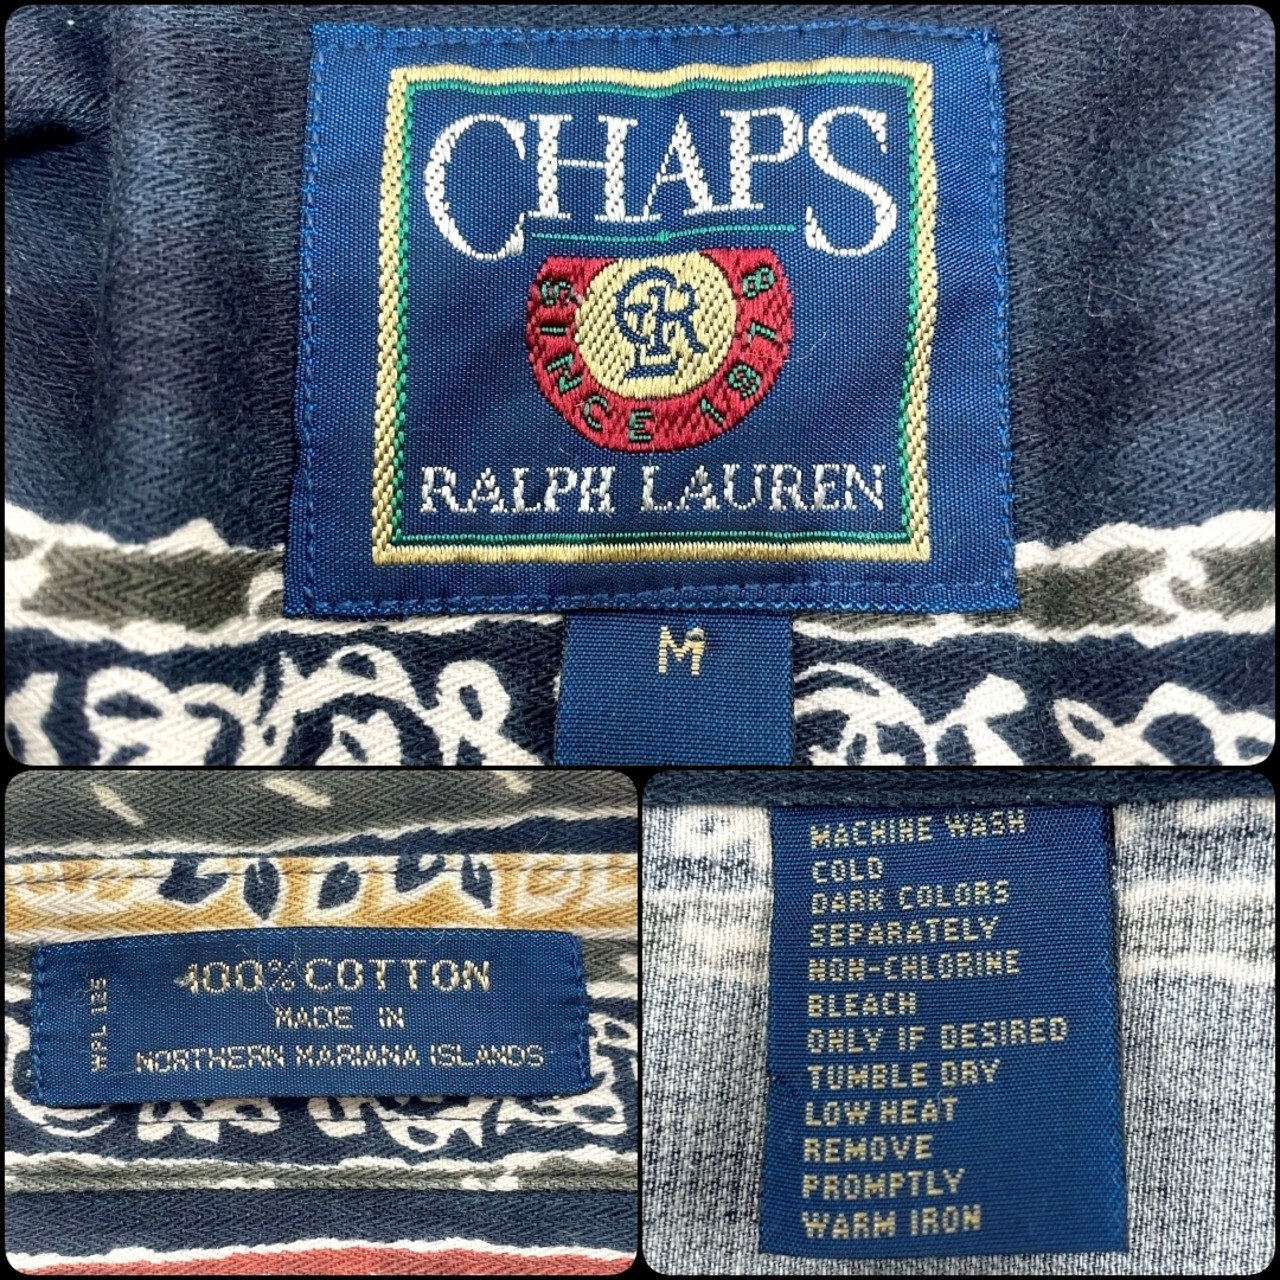 CHAPS
CRL
SINCE 1978
RALPH LAUREN
M
WPL 126
100% COTTON
MADE IN
NORTHERN MARIANA ISLANDS
MACHINE WASH
COLD
DARK COLORS
SEPARATELY
NON-CHLORINE
BLEACH
ONLY IF DESIRED
TUMBLE DRY
LOW HEAT
REMOVE
PROMPTLY
WARM IRON